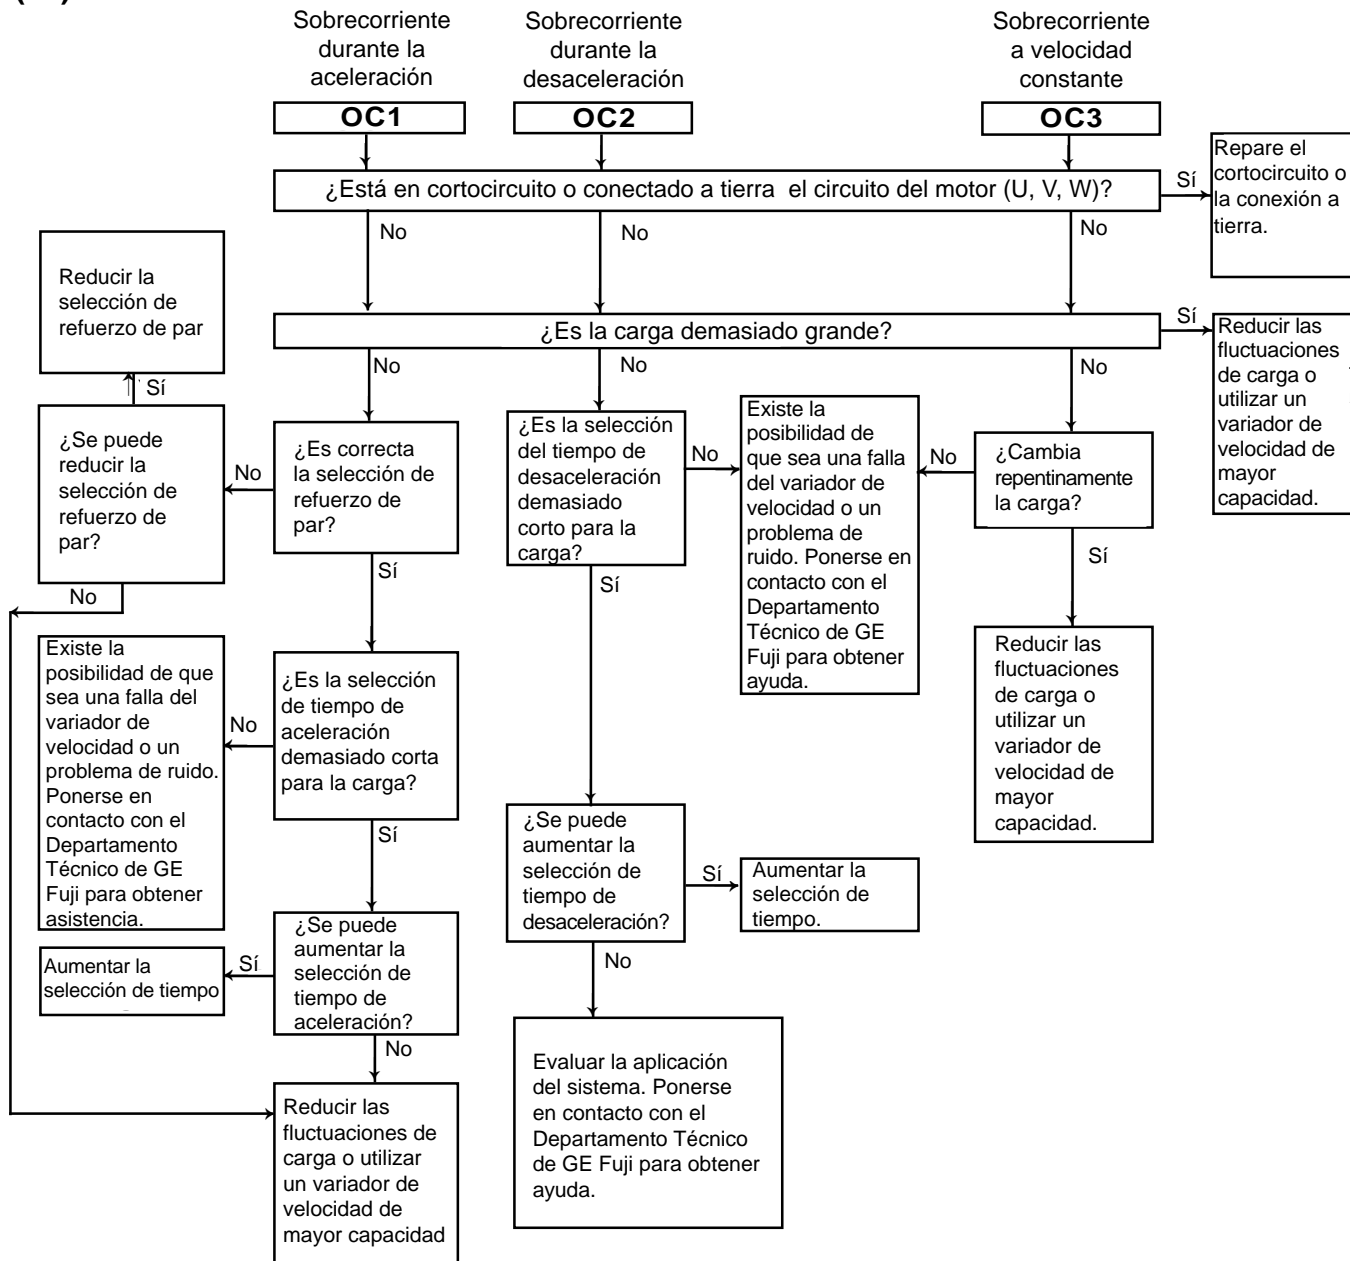 Sobrecorriente
durante la
aceleración
Sobrecorriente
durante la
desaceleración
Sobrecorriente
a velocidad
constante
OC1
OC2
OC3
¿Está en cortocircuito o conectado a tierra el circuito del motor (U, V, W)?
Sí
Repare el
cortocircuito o
la conexión a
tierra.
No
No
No
Reducir la
selección de
refuerzo de par
¿Es la carga demasiado grande?
Sí
Reducir las
fluctuaciones
de carga o
utilizar un
variador de
velocidad de
mayor
capacidad.
Sí
No
No
No
¿Se puede
reducir la
selección de
refuerzo de
par?
No
¿Es correcta
la selección de
refuerzo de
par?
¿Es la selección
del tiempo de
desaceleración
demasiado
corto para la
carga?
No
Existe la
posibilidad de
que sea una falla
del variador de
velocidad o un
problema de
ruido. Ponerse en
contacto con el
Departamento
Técnico de GE
Fuji para obtener
ayuda.
No
¿Cambia
repentinamente
la carga?
No
Sí
Sí
Sí
Existe la
posibilidad de que
sea una falla del
variador de
velocidad o un
problema de ruido.
Ponerse en
contacto con el
Departamento
Técnico de GE
Fuji para obtener
asistencia.
No
¿Es la selección
de tiempo de
aceleración
demasiado corta
para la carga?
Reducir las
fluctuaciones
de carga o
utilizar un
variador de
velocidad de
mayor
capacidad.
Sí
¿Se puede
aumentar la
selección de
tiempo de
desaceleración?
Sí
Aumentar la
selección de
tiempo.
Aumentar la
selección de tiempo
Sí
¿Se puede
aumentar la
selección de
tiempo de
aceleración?
No
No
Evaluar la aplicación
del sistema. Ponerse
en contacto con el
Departamento Técnico
de GE Fuji para obtener
ayuda.
Reducir las
fluctuaciones de
carga o utilizar
un variador de
velocidad de
mayor capacidad